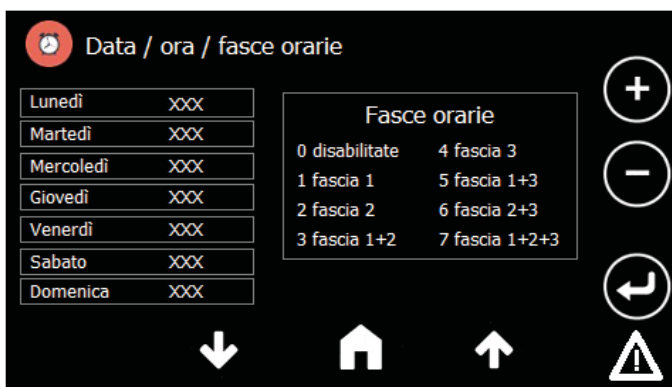 Data / ora / fasce orarie
Lunedì XXX
Martedì XXX
Mercoledì XXX
Giovedì XXX
Venerdì XXX
Sabato XXX
Domenica XXX
Fasce orarie
0 disabilitate 4 fascia 3
1 fascia 1 5 fascia 1+3
2 fascia 2 6 fascia 2+3
3 fascia 1+2 7 fascia 1+2+3